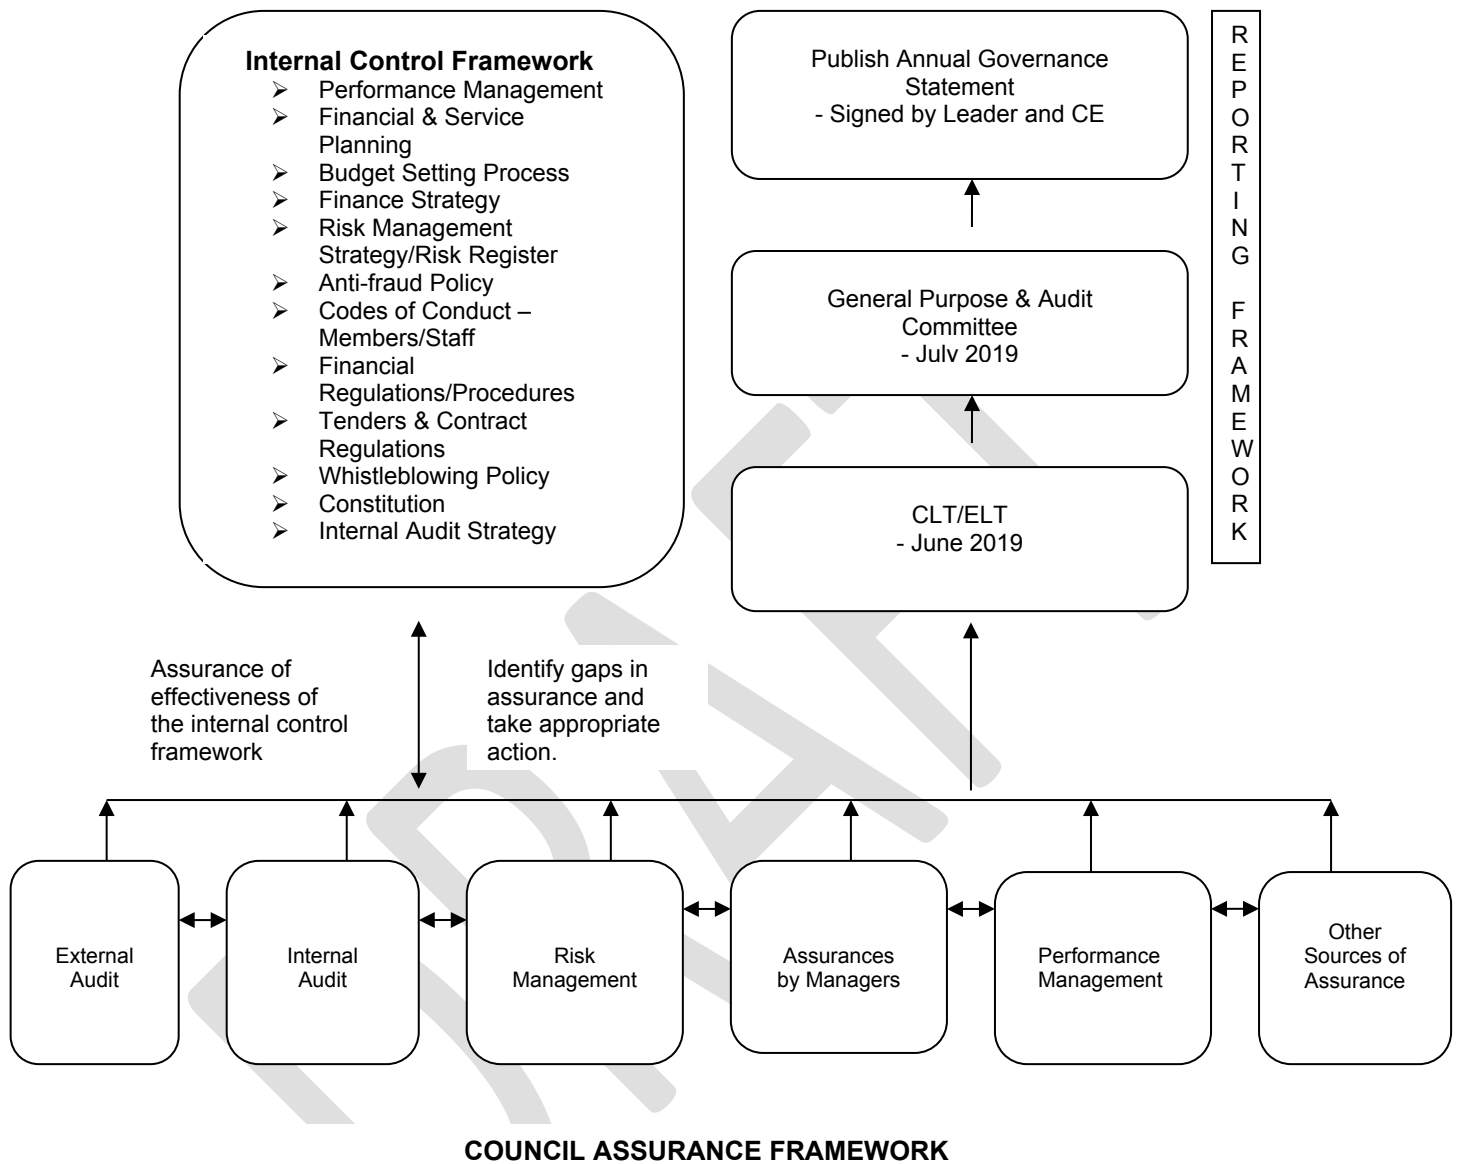 Internal Control Framework
➢ Performance Management
➢ Financial & Service
Planning
➢ Budget Setting Process
➢ Finance Strategy
➢ Risk Management
Strategy/Risk Register
➢ Anti-fraud Policy
➢ Codes of Conduct –
Members/Staff
➢ Financial
Regulations/Procedures
➢ Tenders & Contract
Regulations
➢ Whistleblowing Policy
➢ Constitution
➢ Internal Audit Strategy
Publish Annual Governance
Statement
- Signed by Leader and CE
General Purpose & Audit
Committee
- July 2019
CLT/ELT
- June 2019
REPORTING FRAMEWORK
Assurance of
effectiveness of
the internal control
framework
Identify gaps in
assurance and
take appropriate
action.
External
Audit
Internal
Audit
Risk
Management
Assurances
by Managers
Performance
Management
Other
Sources of
Assurance
DRAFT
COUNCIL ASSURANCE FRAMEWORK